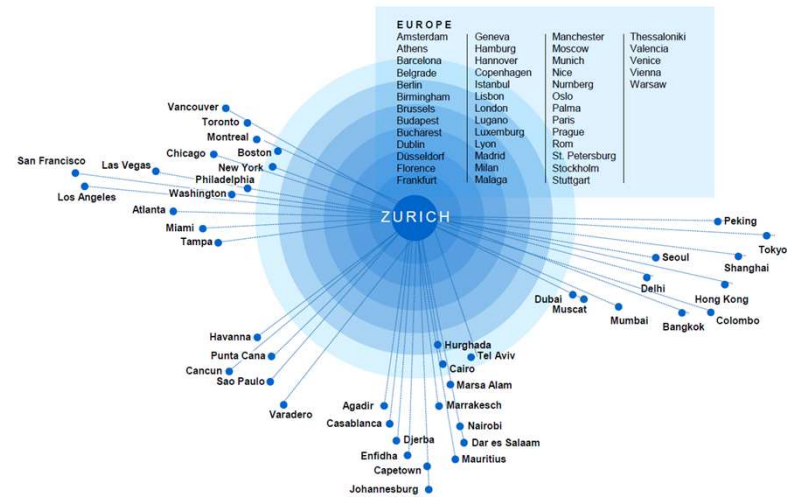 EUROPE
Amsterdam
Athens
Barcelona
Belgrade
Berlin
Birmingham
Brussels
Budapest
Bucharest
Dublin
Düsseldorf
Florence
Frankfurt
Geneva
Hamburg
Hannover
Copenhagen
Istanbul
Lisbon
London
Lugano
Luxemburg
Lyon
Madrid
Milan
Malaga
Manchester
Moscow
Munich
Nice
Nurnberg
Oslo
Palma
Paris
Prague
Rom
St. Petersburg
Stockholm
Stuttgart
Thessaloniki
Valencia
Venice
Vienna
Warsaw
Vancouver
Toronto
Montreal
Boston
Chicago
New York
San Francisco
Las Vegas
Philadelphia
Los Angeles
Washington
Atlanta
Miami
Tampa
ZURICH
Peking
Tokyo
Seoul
Shanghai
Delhi
Hong Kong
Dubai
Muscat
Mumbai
Bangkok
Colombo
Havanna
Punta Cana
Cancun
Sao Paulo
Varadero
Hurghada
Tel Aviv
Cairo
Marsa Alam
Agadir
Marrakesch
Casablanca
Nairobi
Djerba
Dar es Salaam
Enfidha
Mauritius
Capetown
Johannesburg